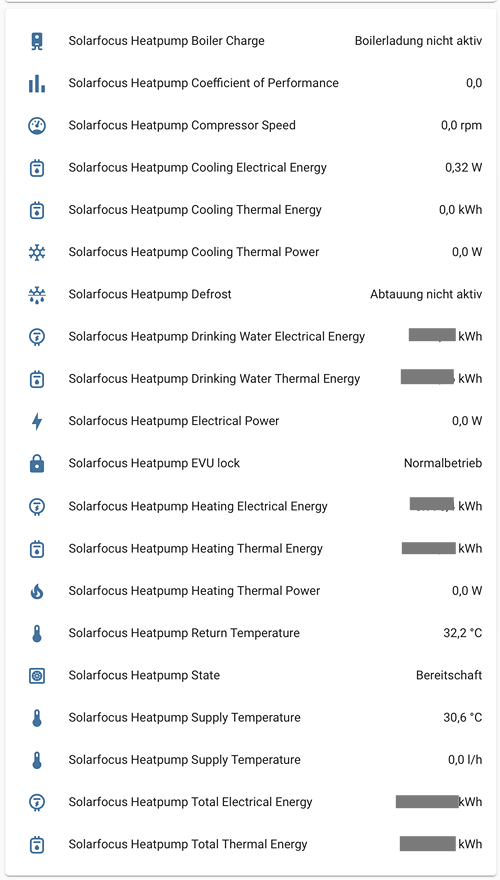 Solarfocus Heatpump Boiler Charge Boilerladung nicht aktiv
Solarfocus Heatpump Coefficient of Performance 0,0
Solarfocus Heatpump Compressor Speed 0,0 rpm
Solarfocus Heatpump Cooling Electrical Energy 0,32 W
Solarfocus Heatpump Cooling Thermal Energy 0,0 kWh
Solarfocus Heatpump Cooling Thermal Power 0,0 W
Solarfocus Heatpump Defrost Abtauung nicht aktiv
Solarfocus Heatpump Drinking Water Electrical Energy kWh
Solarfocus Heatpump Drinking Water Thermal Energy kWh
Solarfocus Heatpump Electrical Power 0,0 W
Solarfocus Heatpump EVU lock Normalbetrieb
Solarfocus Heatpump Heating Electrical Energy kWh
Solarfocus Heatpump Heating Thermal Energy kWh
Solarfocus Heatpump Heating Thermal Power 0,0 W
Solarfocus Heatpump Return Temperature 32,2 °C
Solarfocus Heatpump State Bereitschaft
Solarfocus Heatpump Supply Temperature 30,6 °C
Solarfocus Heatpump Supply Temperature 0,0 l/h
Solarfocus Heatpump Total Electrical Energy kWh
Solarfocus Heatpump Total Thermal Energy kWh